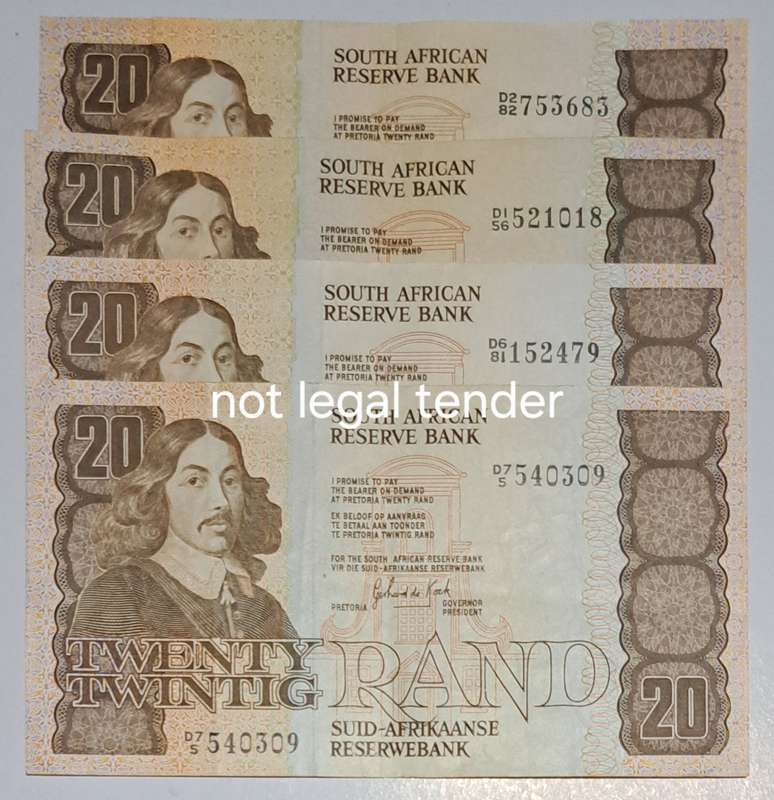 20
SOUTH AFRICAN
RESERVE BANK
D2
82 753683
I PROMISE TO PAY
THE BEARER ON DEMAND
AT PRETORIA TWENTY RAND
20
SOUTH AFRICAN
RESERVE BANK
D1
56 521018
I PROMISE TO PAY
THE BEARER ON DEMAND
AT PRETORIA TWENTY RAND
20
SOUTH AFRICAN
RESERVE BANK
D6
81 152479
I PROMISE TO PAY
THE BEARER ON DEMAND
AT PRETORIA TWENTY RAND
not legal tender
20
SOUTH AFRICAN
RESERVE BANK
D7
5 540309
I PROMISE TO PAY
THE BEARER ON DEMAND
AT PRETORIA TWENTY RAND
EK BELOOF OP AANVRAAG
TE BETAAL AAN TOONDER
TE PRETORIA TWINTIG RAND
FOR THE SOUTH AFRICAN RESERVE BANK
VIR DIE SUID-AFRIKAANSE RESERWEBANK
Gerhard de Kock
PRETORIA
GOVERNOR
PRESIDENT
TWENTY
TWINTIG RAND
20
D7
5 540309
SUID-AFRIKAANSE
RESERWEBANK